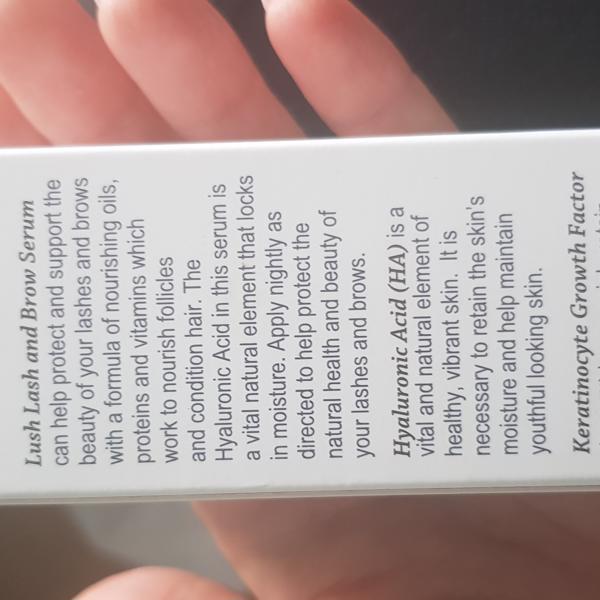 Lush Lash and Brow Serum
can help protect and support the
beauty of your lashes and brows
with a formula of nourishing oils,
proteins and vitamins which
work to nourish follicles
and condition hair. The
Hyaluronic Acid in this serum is
a vital natural element that locks
in moisture. Apply nightly as
directed to help protect the
natural health and beauty of
your lashes and brows.
Hyaluronic Acid (HA) is a
vital and natural element of
healthy, vibrant skin. It is
necessary to retain the skin's
moisture and help maintain
youthful looking skin.
Keratinocyte Growth Factor